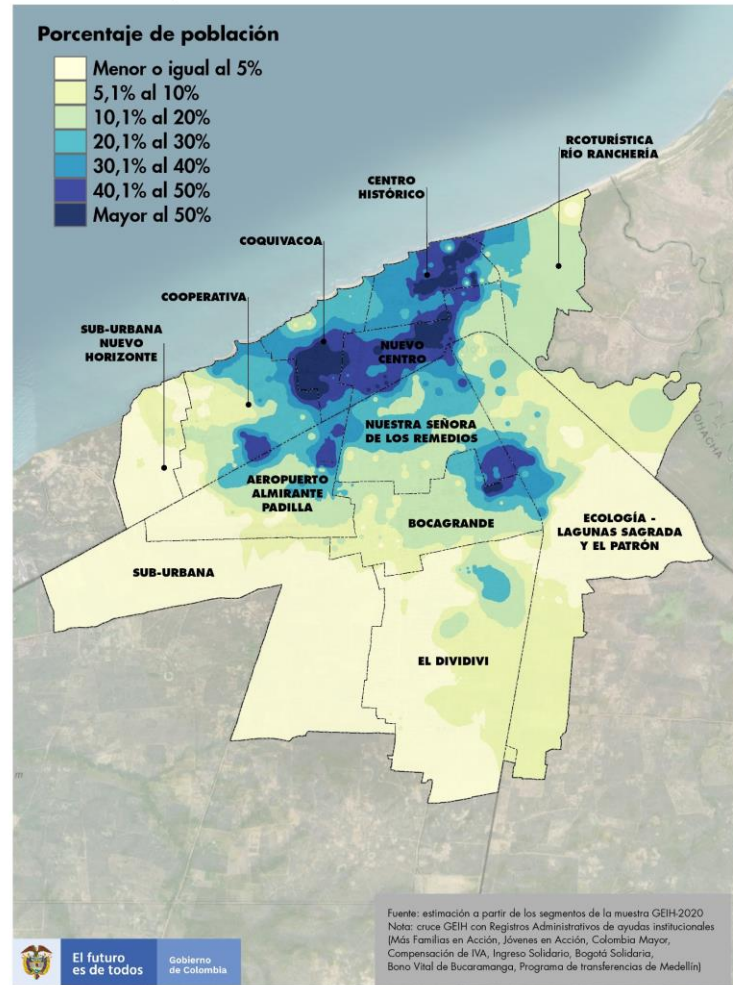 Porcentaje de población
Menor o igual al 5%
5,1% al 10%
10,1% al 20%
20,1% al 30%
30,1% al 40%
40,1% al 50%
Mayor al 50%
RCOTURÍSTICA
RÍO RANCHERÍA
CENTRO
HISTÓRICO
COQUIVACOA
COOPERATIVA
SUB-URBANA
NUEVO
HORIZONTE
NUEVO
CENTRO
NUESTRA SEÑORA
DE LOS REMEDIOS
AEROPUERTO
ALMIRANTE
PADILLA
BOCAGRANDE
ECOLOGÍA -
LAGUNAS SAGRADA
Y EL PATRÓN
SUB-URBANA
EL DIVIDIVI
Fuente: estimación a partir de los segmentos de la muestra GEIH-2020
Nota: cruce GEIH con Registros Administrativos de ayudas institucionales
(Más Familias en Acción, Jóvenes en Acción, Colombia Mayor,
Compensación de IVA, Ingreso Solidario, Bogotá Solidaria,
Bono Vital de Bucaramanga, Programa de transferencias de Medellín)
El futuro
es de todos
Gobierno
de Colombia